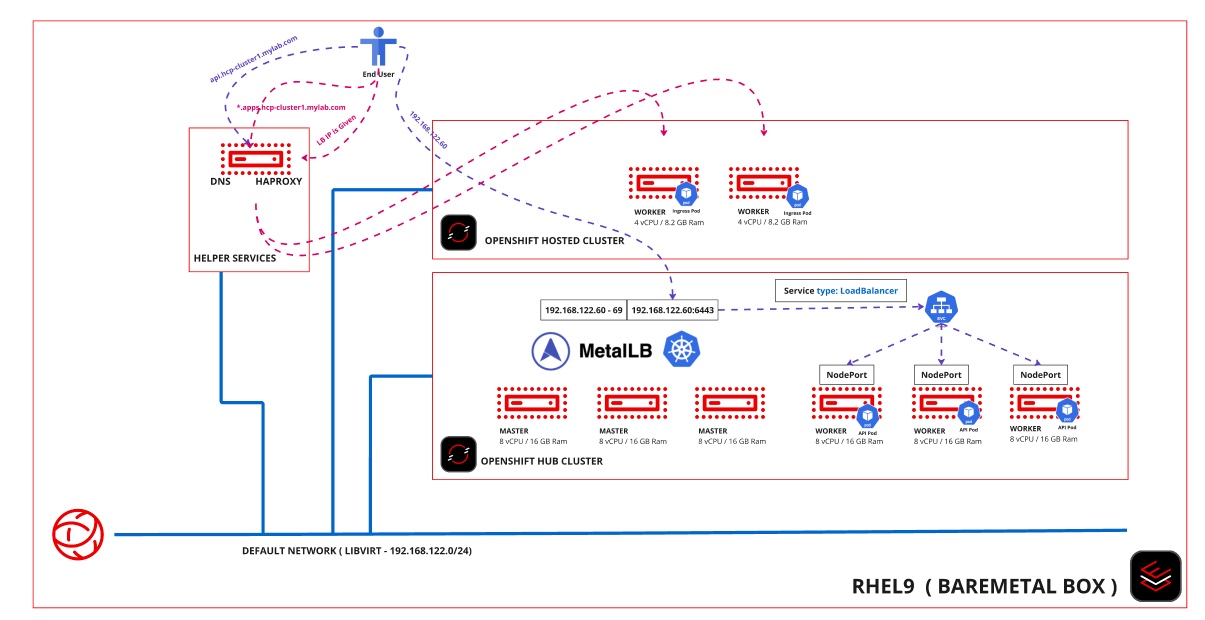 End User
api.hcp-cluster1.mylab.com
*.apps.hcp-cluster1.mylab.com
LB IP is Given
192.168.122.60
DNS
HAPROXY
HELPER SERVICES
WORKER
4 vCPU / 8.2 GB Ram
pod
Ingress Pod
WORKER
4 vCPU / 8.2 GB Ram
pod
Ingress Pod
OPENSHIFT HOSTED CLUSTER
Service type: LoadBalancer
192.168.122.60 - 69
192.168.122.60:6443
svc
MetalLB
NodePort
NodePort
NodePort
MASTER
8 vCPU / 16 GB Ram
MASTER
8 vCPU / 16 GB Ram
MASTER
8 vCPU / 16 GB Ram
WORKER
8 vCPU / 16 GB Ram
pod
API Pod
WORKER
8 vCPU / 16 GB Ram
pod
API Pod
WORKER
8 vCPU / 16 GB Ram
pod
API Pod
OPENSHIFT HUB CLUSTER
DEFAULT NETWORK ( LIBVIRT - 192.168.122.0/24)
RHEL9 ( BAREMETAL BOX )